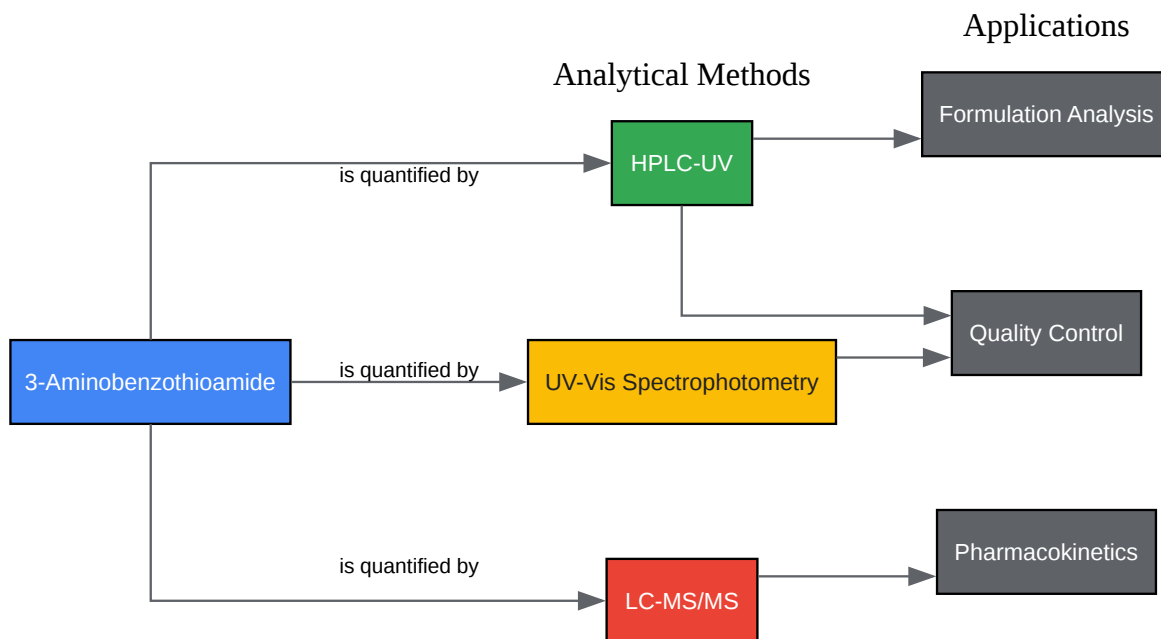 Applications
Analytical Methods
Formulation Analysis
HPLC-UV
is quantified by
Quality Control
3-Aminobenzothioamide
is quantified by
UV-Vis Spectrophotometry
Pharmacokinetics
is quantified by
LC-MS/MS